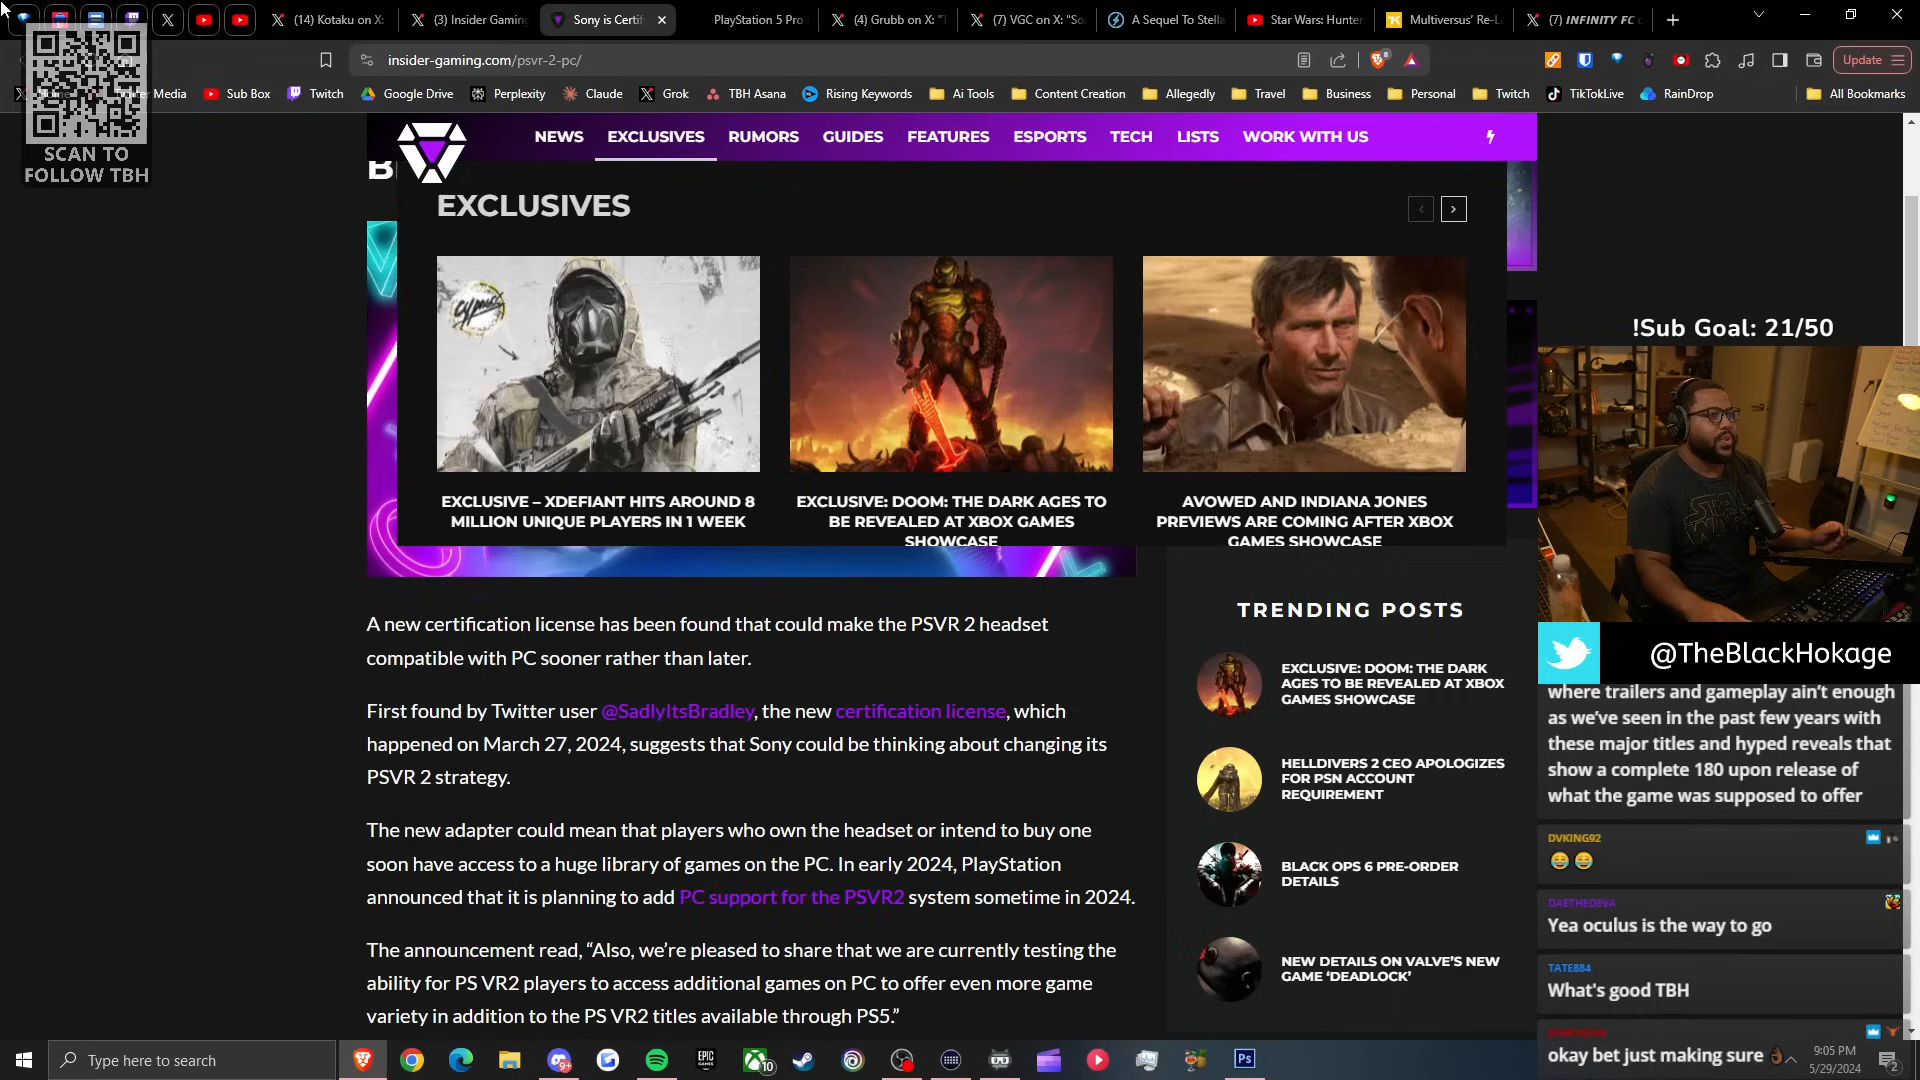 (14) Kotaku on X:
(3) Insider Gaming
Sony is Certif
PlayStation 5 Pro
(4) Grubb on X: "T
(7) VGC on X: "So
A Sequel To Stella
Star Wars: Hunter
Multiversus' Re-La
(7) INFINITY FC
insider-gaming.com/psvr-2-pc/
8
Update
Media
Sub Box
Twitch
Google Drive
Perplexity
Claude
Grok
TBH Asana
Rising Keywords
Ai Tools
Content Creation
Allegedly
Travel
Business
Personal
Twitch
TikTokLive
RainDrop
All Bookmarks
SCAN TO
FOLLOW TBH
NEWS
EXCLUSIVES
RUMORS
GUIDES
FEATURES
ESPORTS
TECH
LISTS
WORK WITH US
EXCLUSIVES
EXCLUSIVE – XDEFIANT HITS AROUND 8
MILLION UNIQUE PLAYERS IN 1 WEEK
EXCLUSIVE: DOOM: THE DARK AGES TO
BE REVEALED AT XBOX GAMES
SHOWCASE
AVOWED AND INDIANA JONES
PREVIEWS ARE COMING AFTER XBOX
GAMES SHOWCASE
A new certification license has been found that could make the PSVR 2 headset
compatible with PC sooner rather than later.
First found by Twitter user @SadlyItsBradley, the new certification license, which
happened on March 27, 2024, suggests that Sony could be thinking about changing its
PSVR 2 strategy.
The new adapter could mean that players who own the headset or intend to buy one
soon have access to a huge library of games on the PC. In early 2024, PlayStation
announced that it is planning to add PC support for the PSVR2 system sometime in 2024.
The announcement read, “Also, we’re pleased to share that we are currently testing the
ability for PS VR2 players to access additional games on PC to offer even more game
variety in addition to the PS VR2 titles available through PS5.”
TRENDING POSTS
EXCLUSIVE: DOOM: THE DARK
AGES TO BE REVEALED AT XBOX
GAMES SHOWCASE
HELLDIVERS 2 CEO APOLOGIZES
FOR PSN ACCOUNT
REQUIREMENT
BLACK OPS 6 PRE-ORDER
DETAILS
NEW DETAILS ON VALVE’S NEW
GAME ‘DEADLOCK’
!Sub Goal: 21/50
@TheBlackHokage
where trailers and gameplay ain’t enough
as we’ve seen in the past few years with
these major titles and hyped reveals that
show a complete 180 upon release of
what the game was supposed to offer
DVKING92
😂 😂
DAETHEDEVA
Yea oculus is the way to go
TATE884
What's good TBH
okay bet just making sure 👌🏿
Type here to search
9+
EPIC
GAMES
10
Ps
9:05 PM
5/29/2024
2